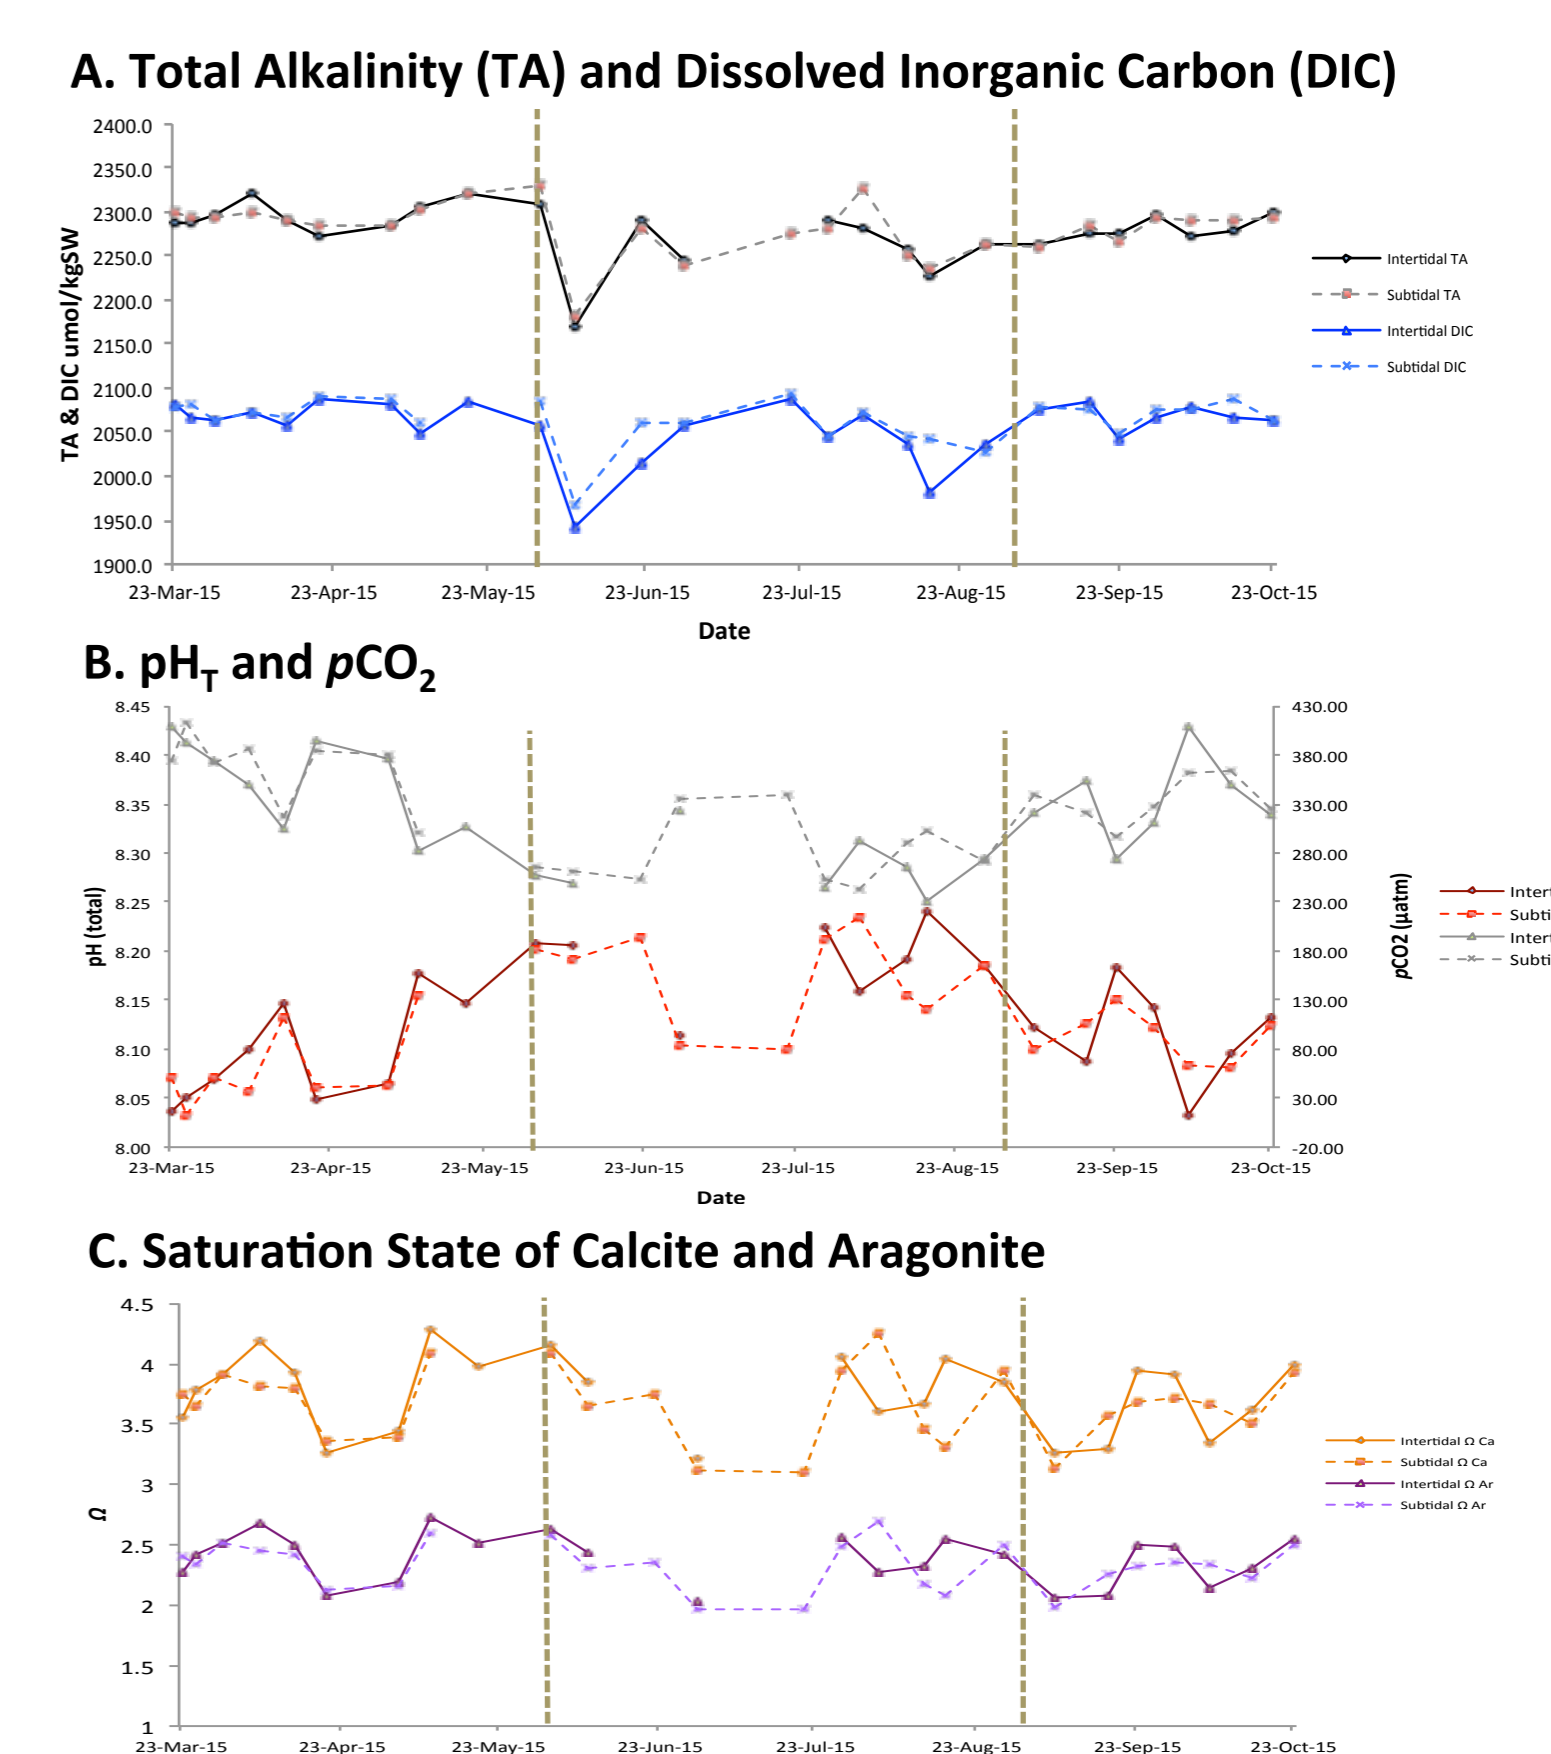 A. Total Alkalinity (TA) and Dissolved Inorganic Carbon (DIC)
2400.0
2350.0
2300.0
2250.0
2200.0
2150.0
2100.0
2050.0
2000.0
1950.0
1900.0
TA & DIC umol/kgSW
23-Mar-15 23-Apr-15 23-May-15 23-Jun-15 23-Jul-15 23-Aug-15 23-Sep-15 23-Oct-15
Date
Intertidal TA
Subtidal TA
Intertidal DIC
Subtidal DIC
B. pHT and pCO2
8.45
8.40
8.35
8.30
8.25
8.20
8.15
8.10
8.05
8.00
pH (total)
430.00
380.00
330.00
280.00
230.00
180.00
130.00
80.00
30.00
-20.00
pCO2 (µatm)
23-Mar-15 23-Apr-15 23-May-15 23-Jun-15 23-Jul-15 23-Aug-15 23-Sep-15 23-Oct-15
Date
Inter
Subti
Inter
Subti
C. Saturation State of Calcite and Aragonite
4.5
4
3.5
3
2.5
2
1.5
1
Ω
23-Mar-15 23-Apr-15 23-May-15 23-Jun-15 23-Jul-15 23-Aug-15 23-Sep-15 23-Oct-15
Intertidal Ω Ca
Subtidal Ω Ca
Intertidal Ω Ar
Subtidal Ω Ar